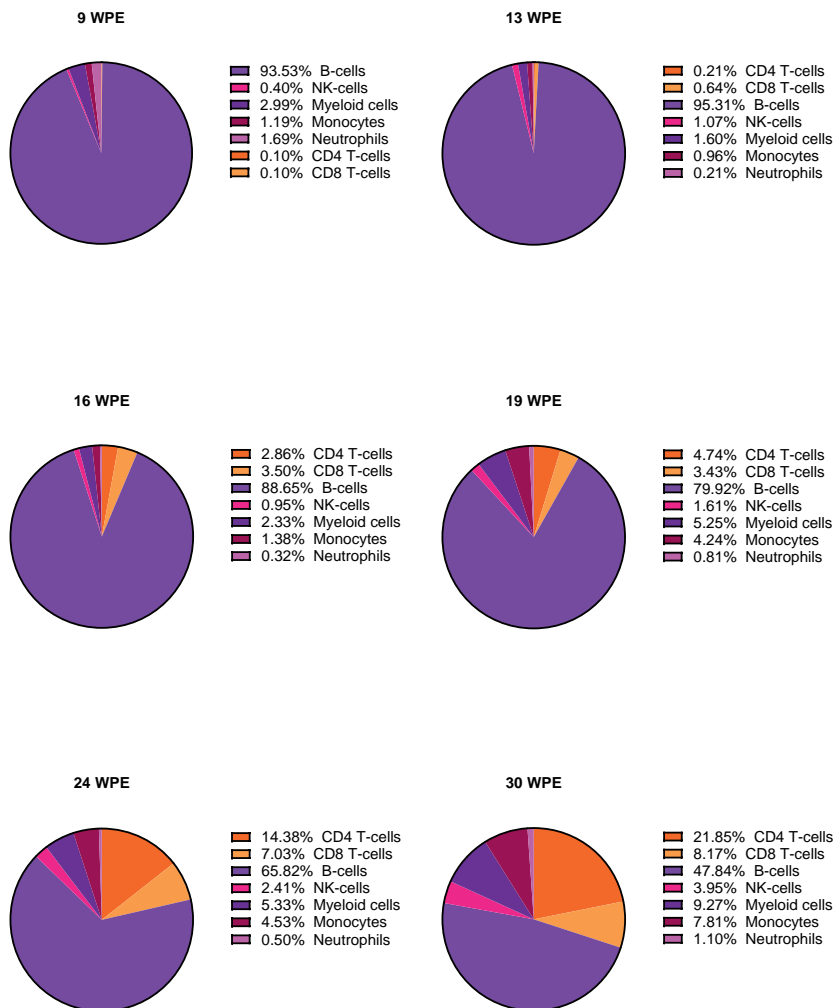 9 WPE
93.53% B-cells
0.40% NK-cells
2.99% Myeloid cells
1.19% Monocytes
1.69% Neutrophils
0.10% CD4 T-cells
0.10% CD8 T-cells
13 WPE
0.21% CD4 T-cells
0.64% CD8 T-cells
95.31% B-cells
1.07% NK-cells
1.60% Myeloid cells
0.96% Monocytes
0.21% Neutrophils
16 WPE
2.86% CD4 T-cells
3.50% CD8 T-cells
88.65% B-cells
0.95% NK-cells
2.33% Myeloid cells
1.38% Monocytes
0.32% Neutrophils
19 WPE
4.74% CD4 T-cells
3.43% CD8 T-cells
79.92% B-cells
1.61% NK-cells
5.25% Myeloid cells
4.24% Monocytes
0.81% Neutrophils
24 WPE
14.38% CD4 T-cells
7.03% CD8 T-cells
65.82% B-cells
2.41% NK-cells
5.33% Myeloid cells
4.53% Monocytes
0.50% Neutrophils
30 WPE
21.85% CD4 T-cells
8.17% CD8 T-cells
47.84% B-cells
3.95% NK-cells
9.27% Myeloid cells
7.81% Monocytes
1.10% Neutrophils